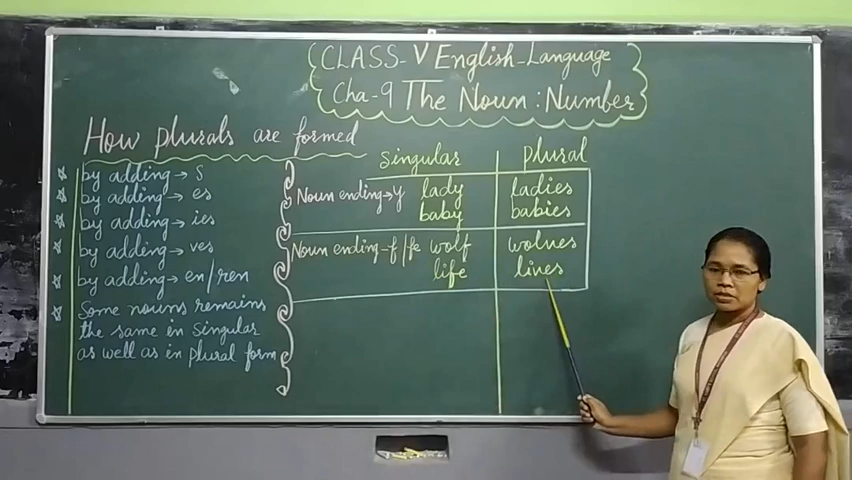 CLASS-V English-Language
Cha-9 The Noun: Number
How plurals are formed
by adding → s
by adding → es
by adding → ies
by adding → ves
by adding → en/ren
Some nouns remains
the same in singular
as well as in plural form
Singular plural
Noun ending → y lady ladies
baby babies
Noun ending - f/fe wolf wolves
life lives